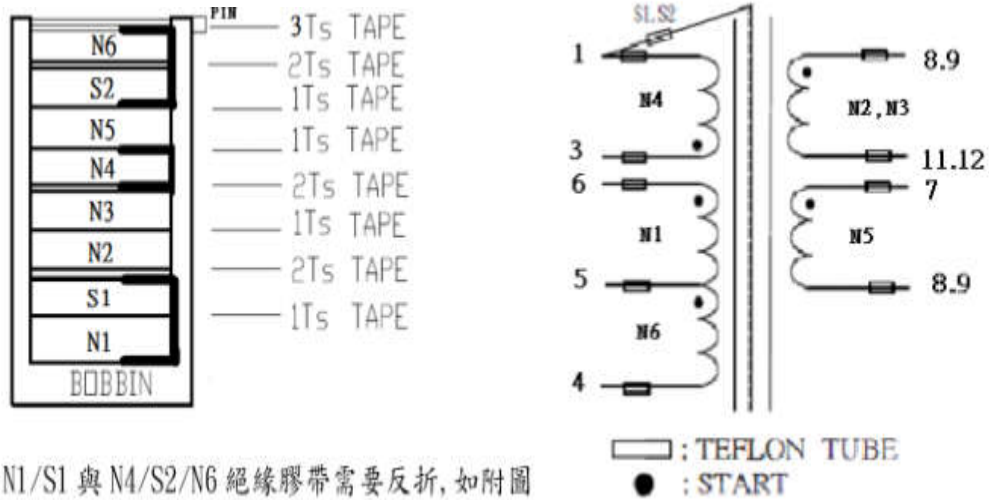 PIN
3Ts TAPE
N6
2Ts TAPE
S2
1Ts TAPE
N5
1Ts TAPE
N4
2Ts TAPE
N3
1Ts TAPE
N2
2Ts TAPE
S1
1Ts TAPE
N1
BOBBIN
S1.S2
1
N4
3
6
N1
5
N6
4
8.9
N2,N3
11.12
7
N5
8.9
: TEFLON TUBE
: START
N1/S1 與 N4/S2/N6 絕緣膠帶需要反折,如附圖